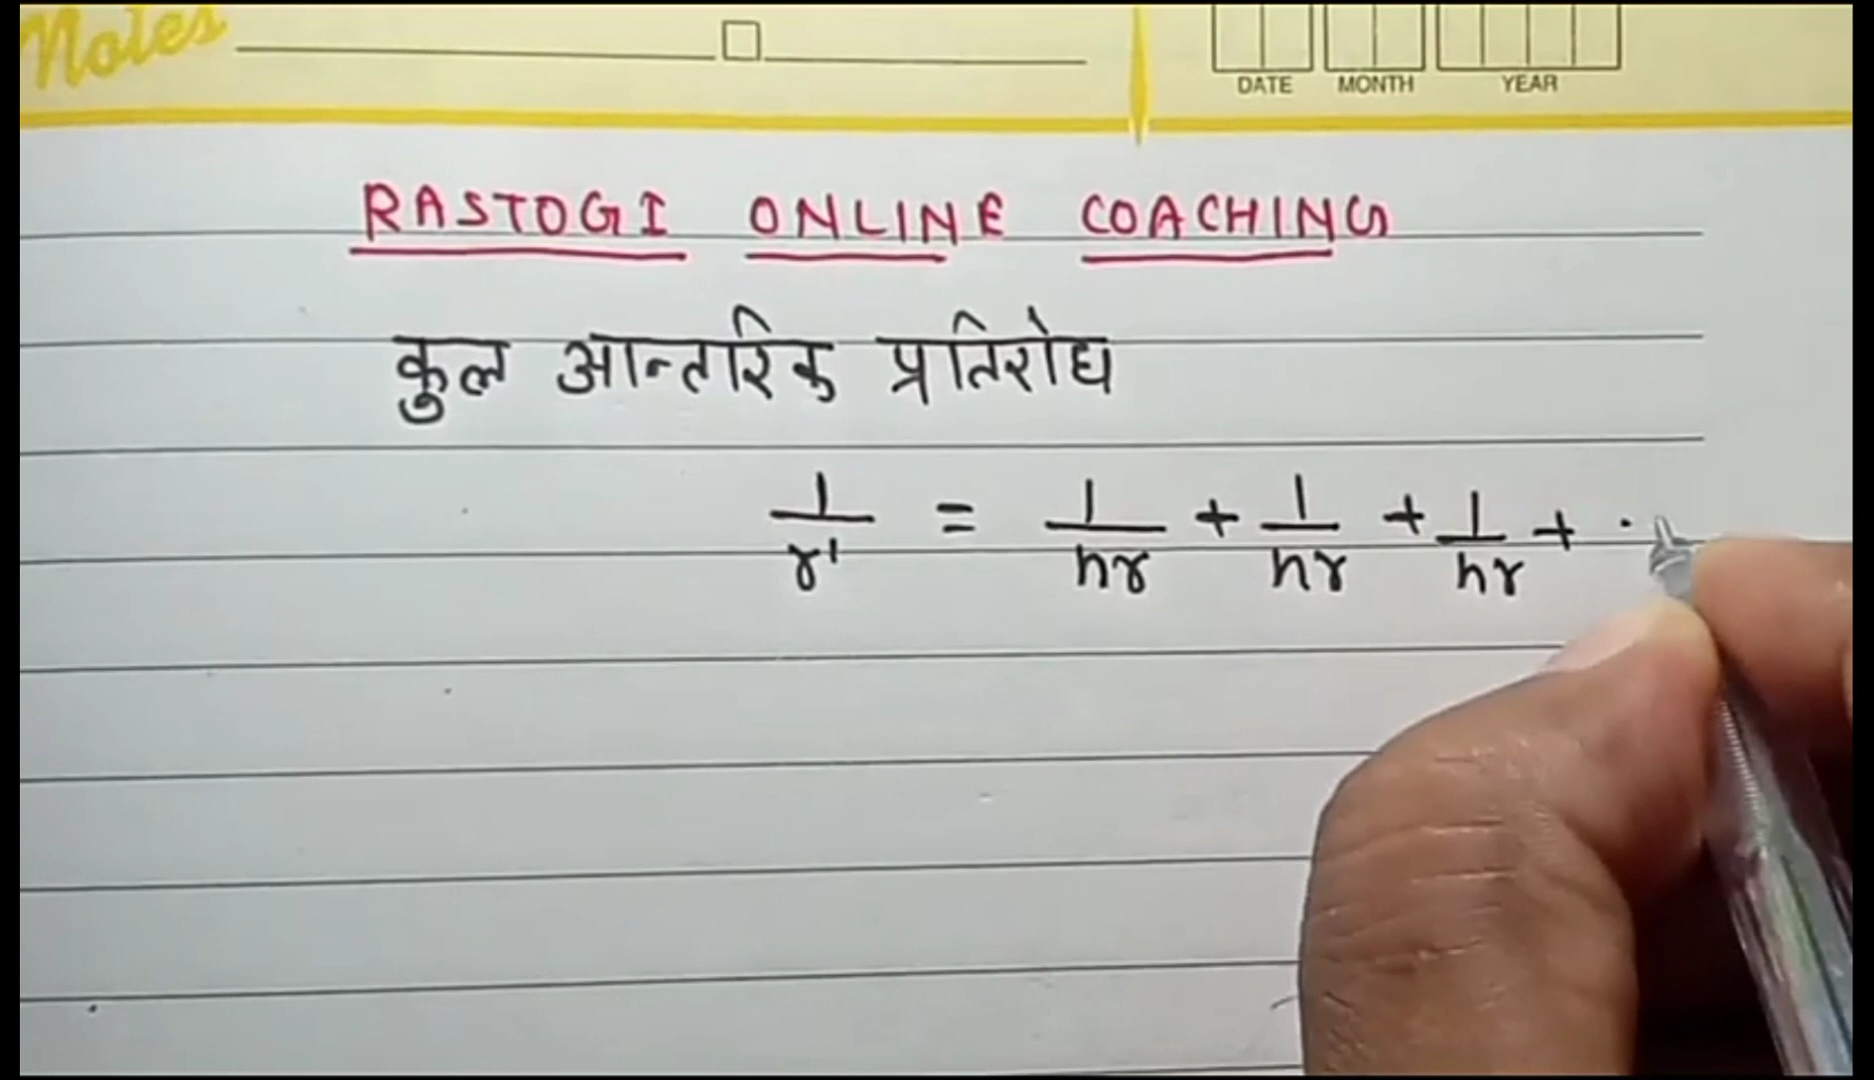 Notes
DATE MONTH YEAR
RASTOGI ONLINE COACHING
कुल आन्तरिक प्रतिरोध
1/r' = 1/nr + 1/nr + 1/nr + ·